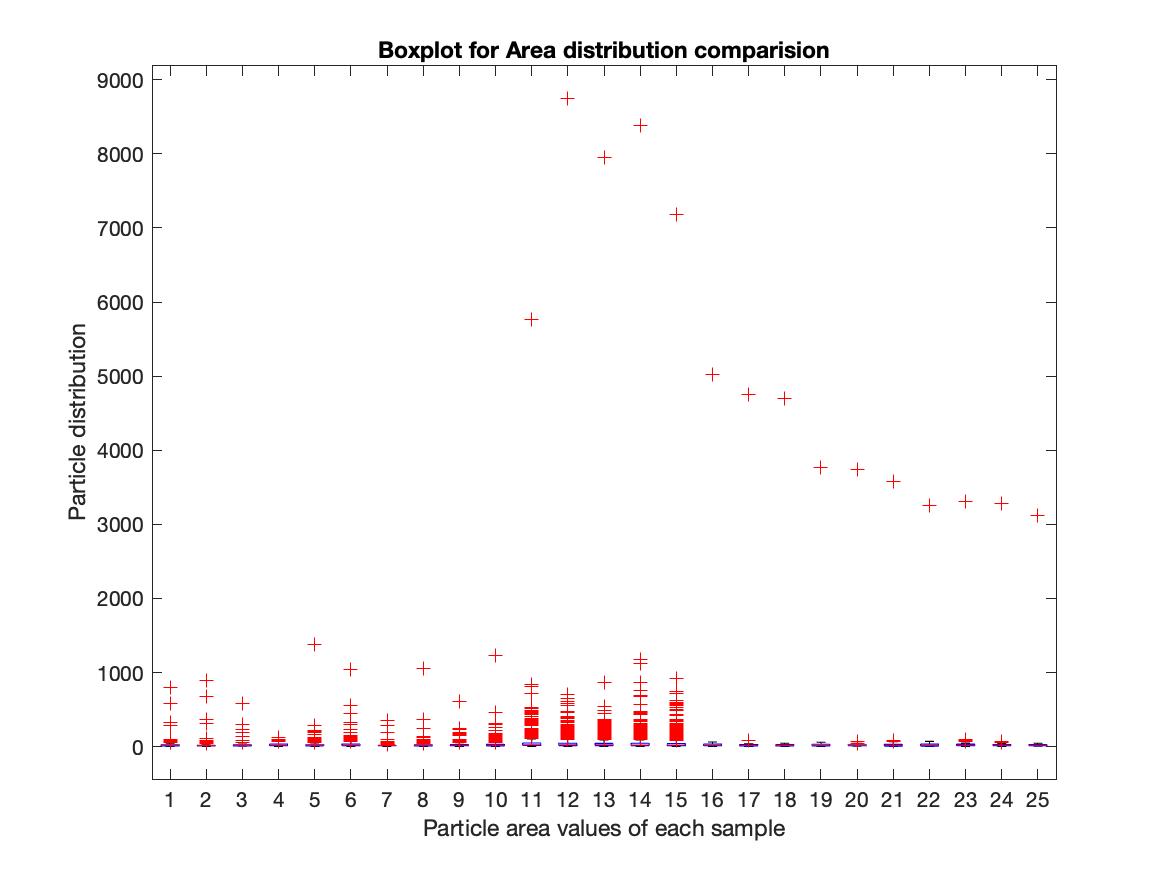 Boxplot for Area distribution comparision
9000
8000
7000
6000
5000
4000
3000
2000
1000
0
Particle distribution
1 2 3 4 5 6 7 8 9 10 11 12 13 14 15 16 17 18 19 20 21 22 23 24 25
Particle area values of each sample